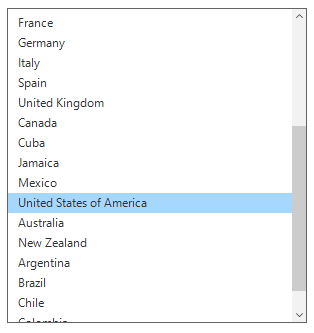 France
Germany
Italy
Spain
United Kingdom
Canada
Cuba
Jamaica
Mexico
United States of America
Australia
New Zealand
Argentina
Brazil
Chile
Colombia